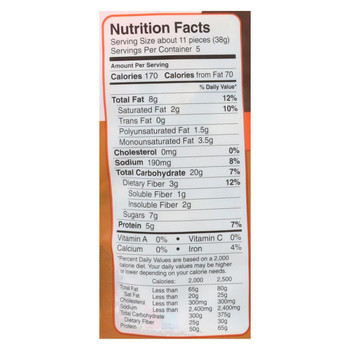 Nutrition Facts
Serving Size about 11 pieces (38g)
Servings Per Container 5
Amount Per Serving
Calories 170 Calories from Fat 70
% Daily Value*
Total Fat 8g 12%
Saturated Fat 2g 10%
Trans Fat 0g
Polyunsaturated Fat 1.5g
Monounsaturated Fat 3.5g
Cholesterol 0mg 0%
Sodium 190mg 8%
Total Carbohydrate 20g 7%
Dietary Fiber 3g 12%
Soluble Fiber 1g
Insoluble Fiber 2g
Sugars 7g
Protein 5g 7%
Vitamin A 0% • Vitamin C 0%
Calcium 0% • Iron 4%
*Percent Daily Values are based on a 2,000
calorie diet. Your daily values may be higher
or lower depending on your calorie needs.
Calories: 2,000 2,500
Total Fat Less than 65g 80g
Sat Fat Less than 20g 25g
Cholesterol Less than 300mg 300mg
Sodium Less than 2,400mg 2,400mg
Total Carbohydrate 300g 375g
Dietary Fiber 25g 30g
Protein 50g 65g